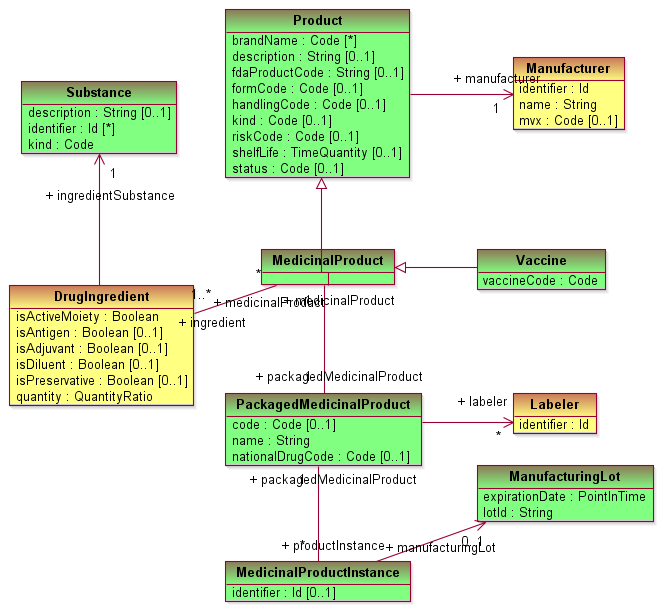 Product
brandName : Code [*]
description : String [0..1]
fdaProductCode : String [0..1]
formCode : Code [0..1]
handlingCode : Code [0..1]
kind : Code [0..1]
riskCode : Code [0..1]
shelfLife : TimeQuantity [0..1]
status : Code [0..1]
+ manufacturer
1
Manufacturer
identifier : Id
name : String
mvx : Code [0..1]
Substance
description : String [0..1]
identifier : Id [*]
kind : Code
1
+ ingredientSubstance
MedicinalProduct
Vaccine
vaccineCode : Code
*
1..*
+ medicinalProduct
+ medicinalProduct
+ ingredient
DrugIngredient
isActiveMoiety : Boolean
isAntigen : Boolean [0..1]
isAdjuvant : Boolean [0..1]
isDiluent : Boolean [0..1]
isPreservative : Boolean [0..1]
quantity : QuantityRatio
+ packagedMedicinalProduct
PackagedMedicinalProduct
code : Code [0..1]
name : String
nationalDrugCode : Code [0..1]
+ labeler
*
Labeler
identifier : Id
+ packagedMedicinalProduct
ManufacturingLot
expirationDate : PointInTime
lotId : String
*
+ productInstance
+ manufacturingLot
0..1
MedicinalProductInstance
identifier : Id [0..1]